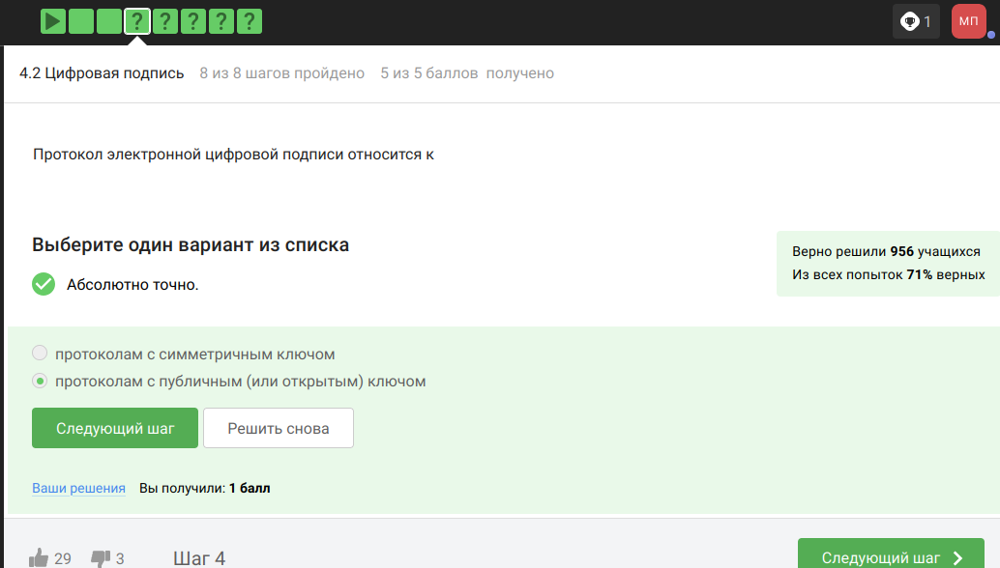 ? ? ? ? ?
1
МП
4.2 Цифровая подпись 8 из 8 шагов пройдено 5 из 5 баллов получено
Протокол электронной цифровой подписи относится к
Выберите один вариант из списка
Верно решили 956 учащихся
Из всех попыток 71% верных
Абсолютно точно.
протоколам с симметричным ключом
протоколам с публичным (или открытым) ключом
Следующий шаг Решить снова
Ваши решения Вы получили: 1 балл
29 3 Шаг 4 Следующий шаг